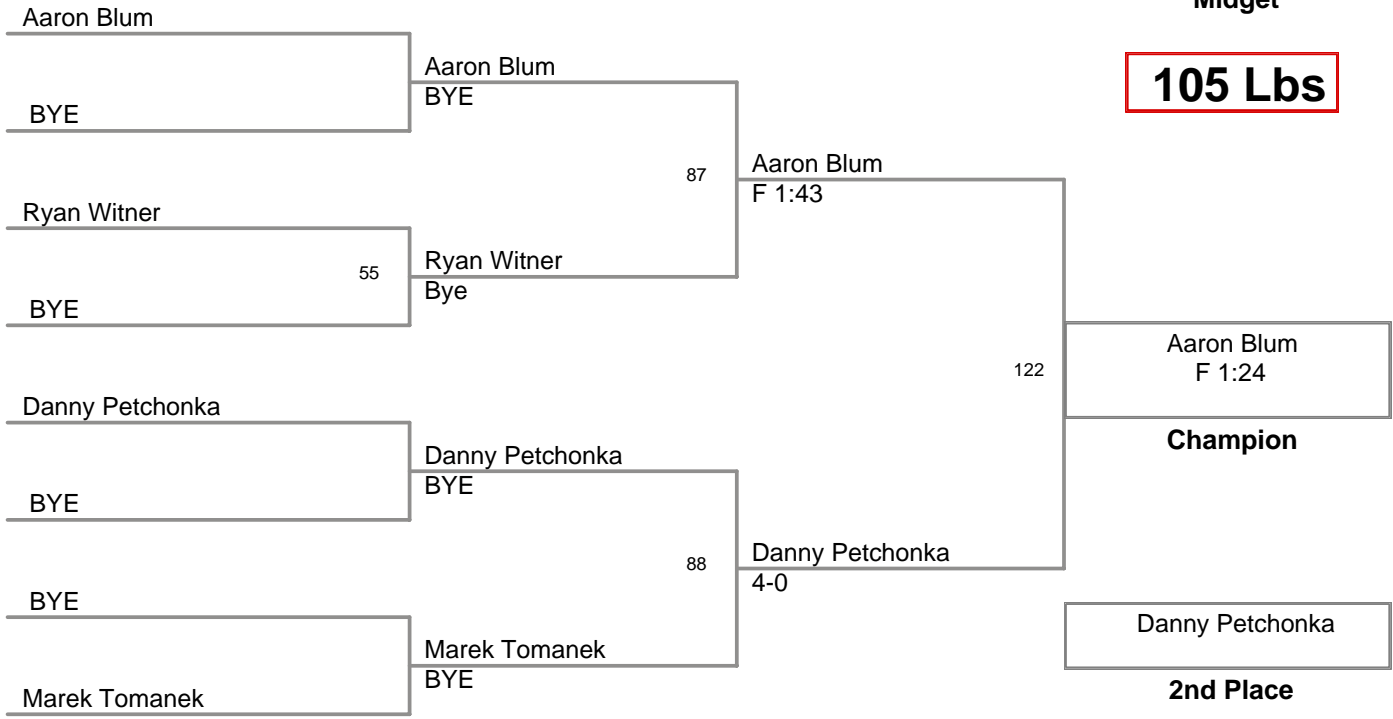 Midget
105 Lbs
Aaron Blum
BYE
Ryan Witner
BYE
Danny Petchonka
BYE
BYE
Marek Tomanek
Aaron Blum
BYE
55
Ryan Witner
Bye
Danny Petchonka
BYE
Marek Tomanek
BYE
87
Aaron Blum
F 1:43
88
Danny Petchonka
4-0
122
Aaron Blum
F 1:24
Champion
Danny Petchonka
2nd Place